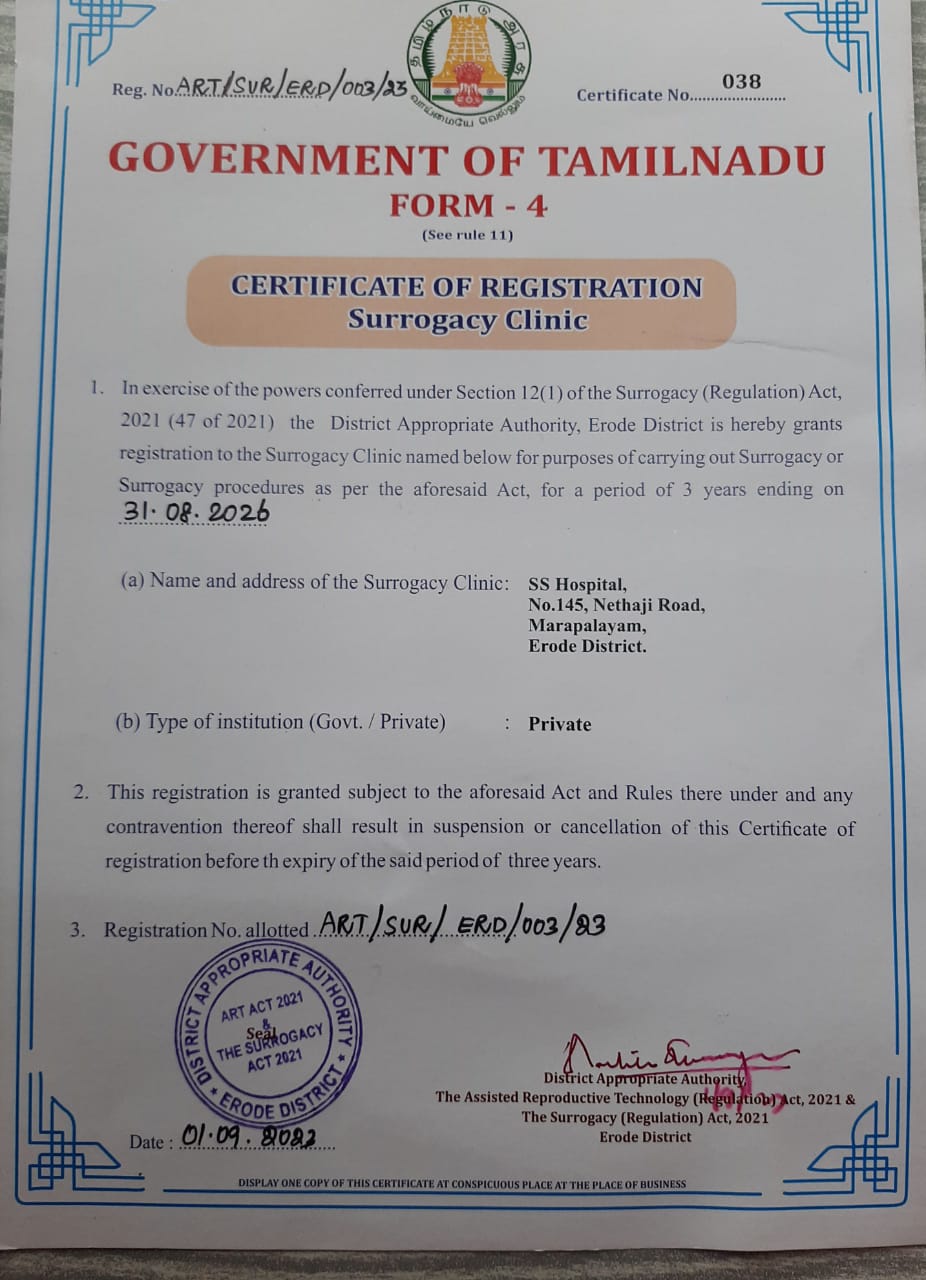 தமிழ்நாடு அரசு
வாய்மையே வெல்லும்
Reg. No. ART/SUR/ERD/003/23
Certificate No. 038
GOVERNMENT OF TAMILNADU
FORM - 4
(See rule 11)
CERTIFICATE OF REGISTRATION
Surrogacy Clinic
1. In exercise of the powers conferred under Section 12(1) of the Surrogacy (Regulation) Act,
2021 (47 of 2021) the District Appropriate Authority, Erode District is hereby grants
registration to the Surrogacy Clinic named below for purposes of carrying out Surrogacy or
Surrogacy procedures as per the aforesaid Act, for a period of 3 years ending on
31.08.2026
(a) Name and address of the Surrogacy Clinic: SS Hospital,
No.145, Nethaji Road,
Marapalayam,
Erode District.
(b) Type of institution (Govt. / Private) : Private
2. This registration is granted subject to the aforesaid Act and Rules there under and any
contravention thereof shall result in suspension or cancellation of this Certificate of
registration before th expiry of the said period of three years.
3. Registration No. allotted ART/SUR/ERD/003/23
DISTRICT APPROPRIATE AUTHORITY
ART ACT 2021
&
Seal
THE SURROGACY
ACT 2021
* ERODE DISTRICT *
District Appropriate Authority,
The Assisted Reproductive Technology (Regulation) Act, 2021 &
The Surrogacy (Regulation) Act, 2021
Erode District
Date : 01.09.2023
DISPLAY ONE COPY OF THIS CERTIFICATE AT CONSPICUOUS PLACE AT THE PLACE OF BUSINESS